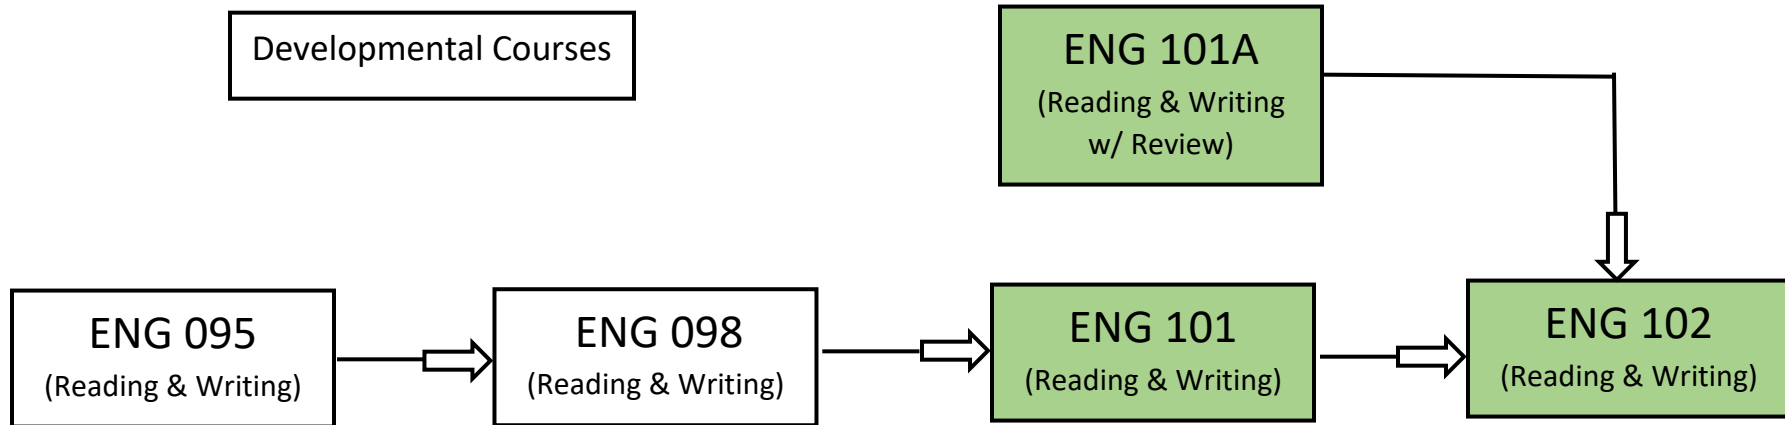 Developmental Courses
ENG 101A
(Reading & Writing
w/ Review)
ENG 095
(Reading & Writing)
ENG 098
(Reading & Writing)
ENG 101
(Reading & Writing)
ENG 102
(Reading & Writing)